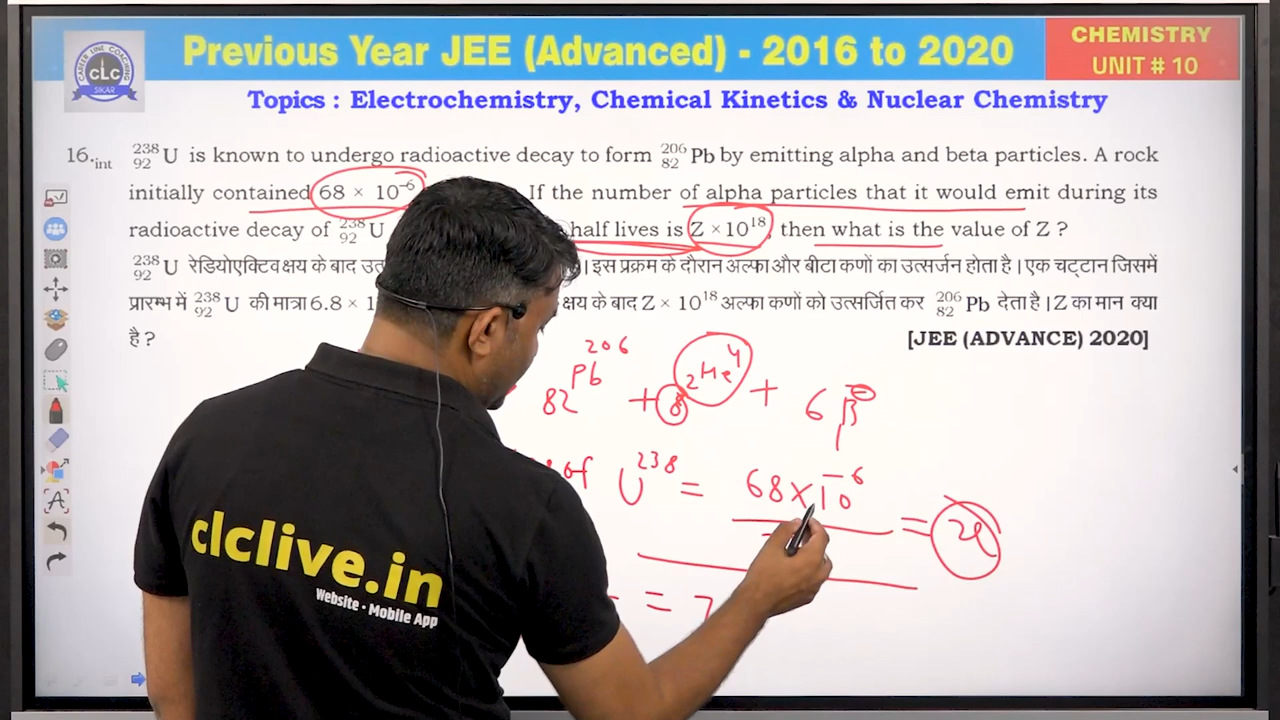 Previous Year JEE (Advanced) - 2016 to 2020
CHEMISTRY
UNIT # 10
CAREER LINE COACHING
CLC
SIKAR
Topics : Electrochemistry, Chemical Kinetics & Nuclear Chemistry
16.int ²³⁸₉₂U is known to undergo radioactive decay to form ²⁰⁶₈₂Pb by emitting alpha and beta particles. A rock
initially contained 68 × 10⁻⁶ If the number of alpha particles that it would emit during its
radioactive decay of ²³⁸₉₂U half lives is Z × 10¹⁸, then what is the value of Z ?
²³⁸₉₂U रेडियोएक्टिव क्षय के बाद । इस प्रक्रम के दौरान अल्फा और बीटा कणों का उत्सर्जन होता है । एक चट्टान जिसमें
प्रारम्भ में ²³⁸₉₂U की मात्रा 6.8 × क्षय के बाद Z × 10¹⁸ अल्फा कणों को उत्सर्जित कर ²⁰⁶₈₂Pb देता है । Z का मान क्या
है ?
[JEE (ADVANCE) 2020]
₈₂Pb²⁰⁶ + 8 ₂He⁴ + 6 β⊖
of U²³⁸ = 68×10⁻⁶ =
=
clclive.in
Website • Mobile App